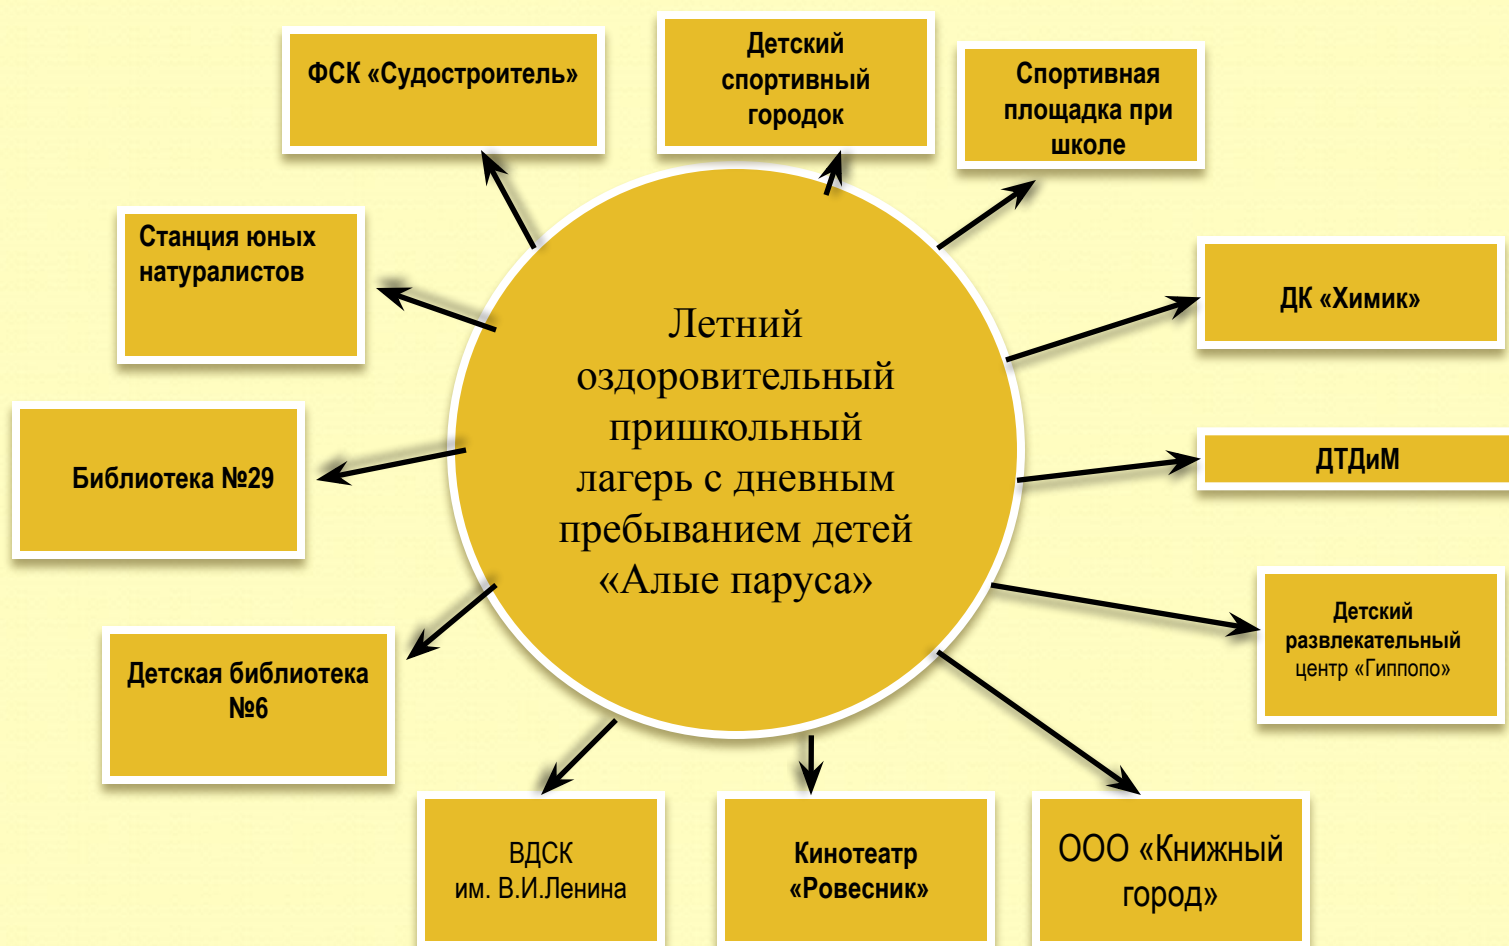 ФСК «Судостроитель»
Детский
спортивный
городок
Спортивная
площадка при
школе
Станция юных
натуралистов
ДК «Химик»
Летний
оздоровительный
пришкольный
лагерь с дневным
пребыванием детей
«Алые паруса»
Библиотека №29
ДТДиМ
Детский
развлекательный
центр «Гиппопо»
Детская библиотека
№6
ВДСК
им. В.И.Ленина
Кинотеатр
«Ровесник»
ООО «Книжный
город»